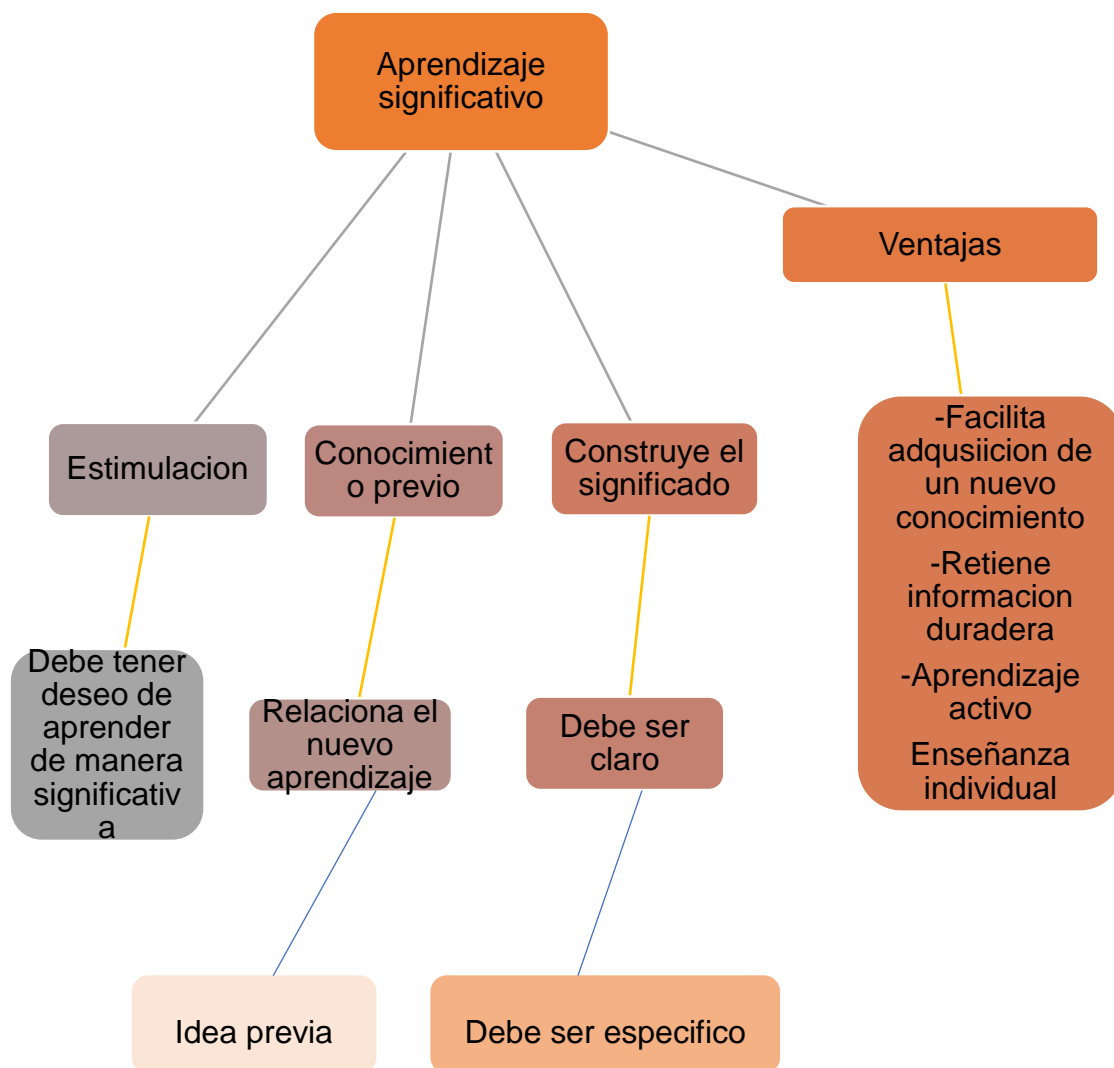 Aprendizaje
significativo
Ventajas
Estimulacion
Conocimient
o previo
Construye el
significado
-Facilita
adqusiicion de
un nuevo
conocimiento
-Retiene
informacion
duradera
-Aprendizaje
activo
Enseñanza
individual
Debe tener
deseo de
aprender
de manera
significativ
a
Relaciona el
nuevo
aprendizaje
Debe ser
claro
Idea previa
Debe ser especifico